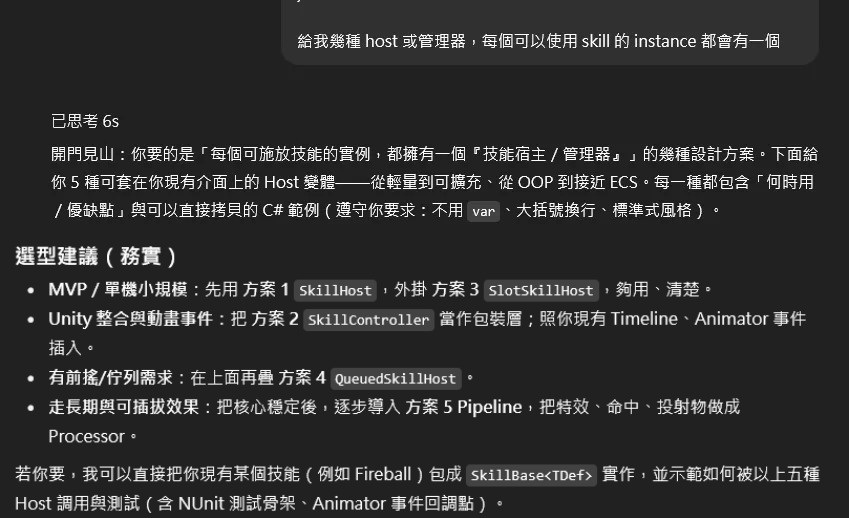 給我幾種 host 或管理器，每個可以使用 skill 的 instance 都會有一個
已思考 6s
開門見山：你要的是「每個可施放技能的實例，都擁有一個『技能宿主 / 管理器』」的幾種設計方案。下面給
你 5 種可套在你現有介面上的 Host 變體——從輕量到可擴充、從 OOP 到接近 ECS。每一種都包含「何時用
/ 優缺點」與可以直接拷貝的 C# 範例（遵守你要求：不用 var、大括號換行、標準式風格）。
選型建議（務實）
• MVP / 單機小規模：先用 方案 1 SkillHost，外掛 方案 3 SlotSkillHost，夠用、清楚。
• Unity 整合與動畫事件：把 方案 2 SkillController 當作包裝層；照你現有 Timeline、Animator 事件
插入。
• 有前搖/佇列需求：在上面再疊 方案 4 QueuedSkillHost。
• 走長期與可插拔效果：把核心穩定後，逐步導入 方案 5 Pipeline，把特效、命中、投射物做成
Processor。
若你要，我可以直接把你現有某個技能（例如 Fireball）包成 SkillBase<TDef> 實作，並示範如何被以上五種
Host 調用與測試（含 NUnit 測試骨架、Animator 事件回調點）。